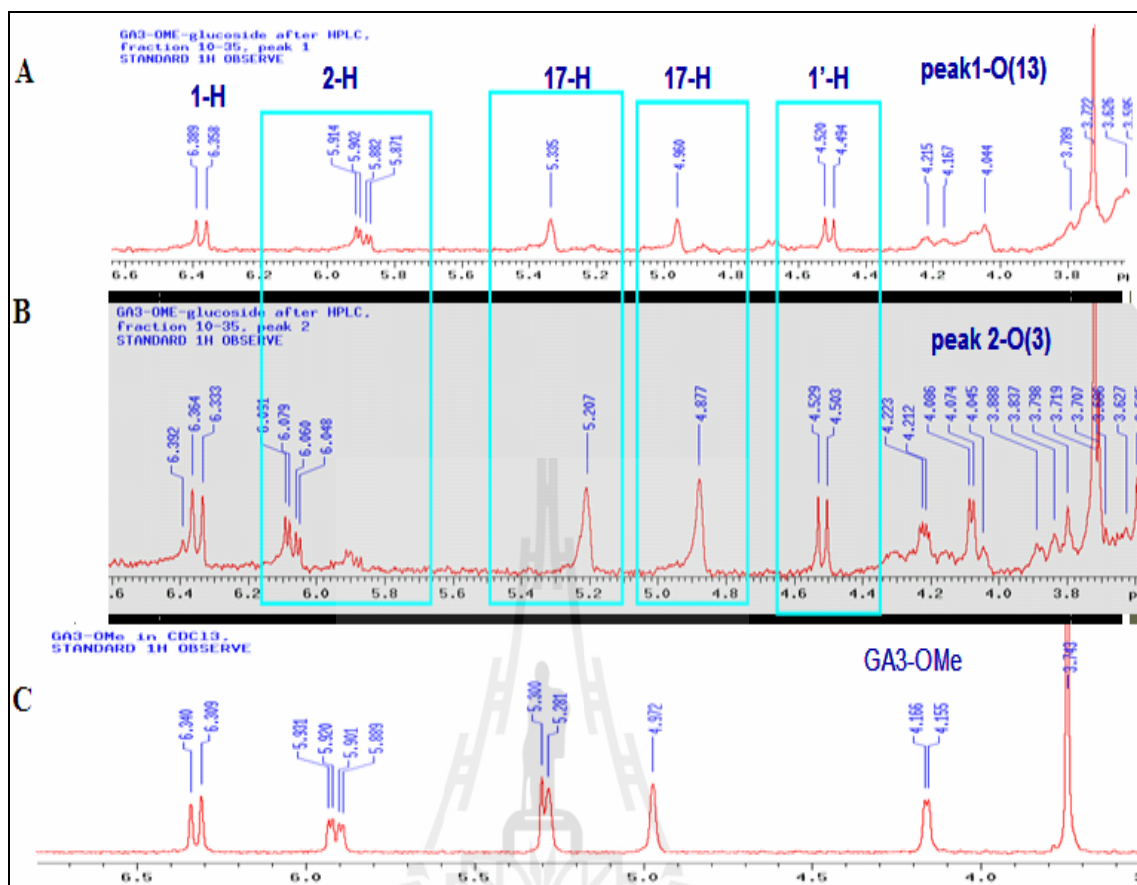 GA3-OME-glucoside after HPLC,
fraction 10-35, peak 1
STANDARD 1H OBSERVE
A
1-H
2-H
17-H
17-H
1'-H
peak1-O(13)
6.389
6.358
5.914
5.902
5.882
5.871
5.335
4.960
4.520
4.494
4.215
4.167
4.044
3.789
3.722
3.626
3.595
6.6 6.4 6.2 6.0 5.8 5.6 5.4 5.2 5.0 4.8 4.6 4.4 4.2 4.0 3.8
B
GA3-OME-glucoside after HPLC,
fraction 10-35, peak 2
STANDARD 1H OBSERVE
peak 2-O(3)
6.392
6.364
6.333
6.091
6.079
6.060
6.048
5.207
4.877
4.529
4.503
4.223
4.212
4.086
4.074
4.045
3.888
3.837
3.798
3.719
3.707
3.627
6.4 6.2 6.0 5.8 5.6 5.4 5.2 5.0 4.8 4.6 4.4 4.2 4.0 3.8
GA3-OMe in CDCl3,
STANDARD 1H OBSERVE
C
GA3-OMe
6.340
6.309
5.931
5.920
5.901
5.889
5.300
5.281
4.972
4.166
4.155
3.743
6.5 6.0 5.5 5.0 4.5 4.0